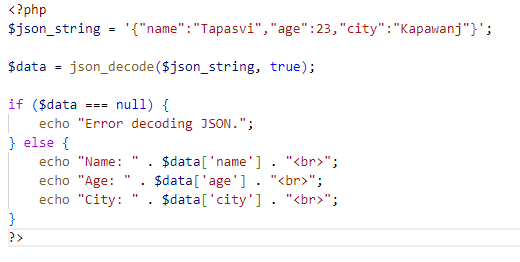 <?php
$json_string = '{"name":"Tapasvi","age":23,"city":"Kapawanj"}';

$data = json_decode($json_string, true);

if ($data === null) {
    echo "Error decoding JSON.";
} else {
    echo "Name: " . $data['name'] . "<br>";
    echo "Age: " . $data['age'] . "<br>";
    echo "City: " . $data['city'] . "<br>";
}
?>